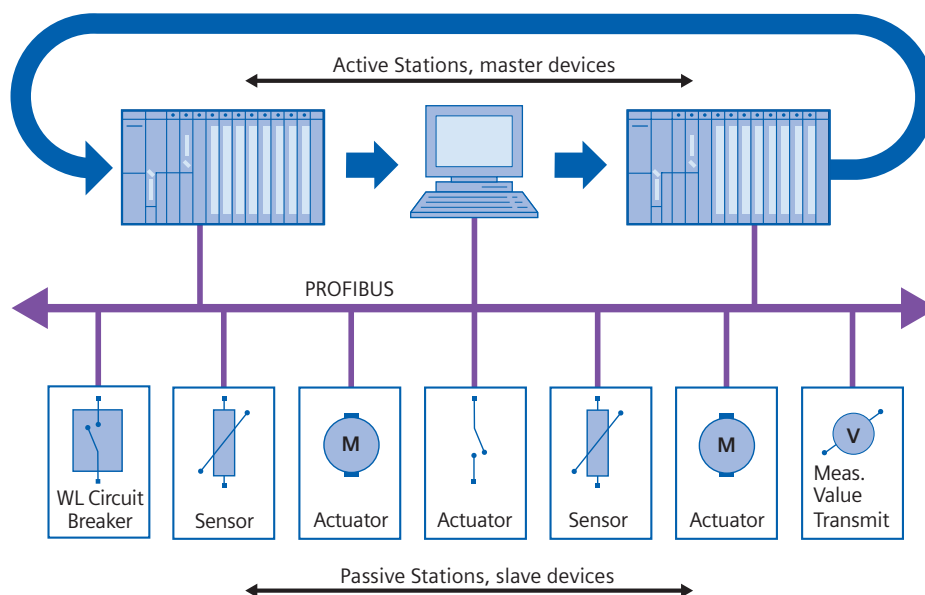 Active Stations, master devices
PROFIBUS
WL Circuit
Breaker
Sensor
M
Actuator
Actuator
Sensor
M
Actuator
V
Meas.
Value
Transmit
Passive Stations, slave devices